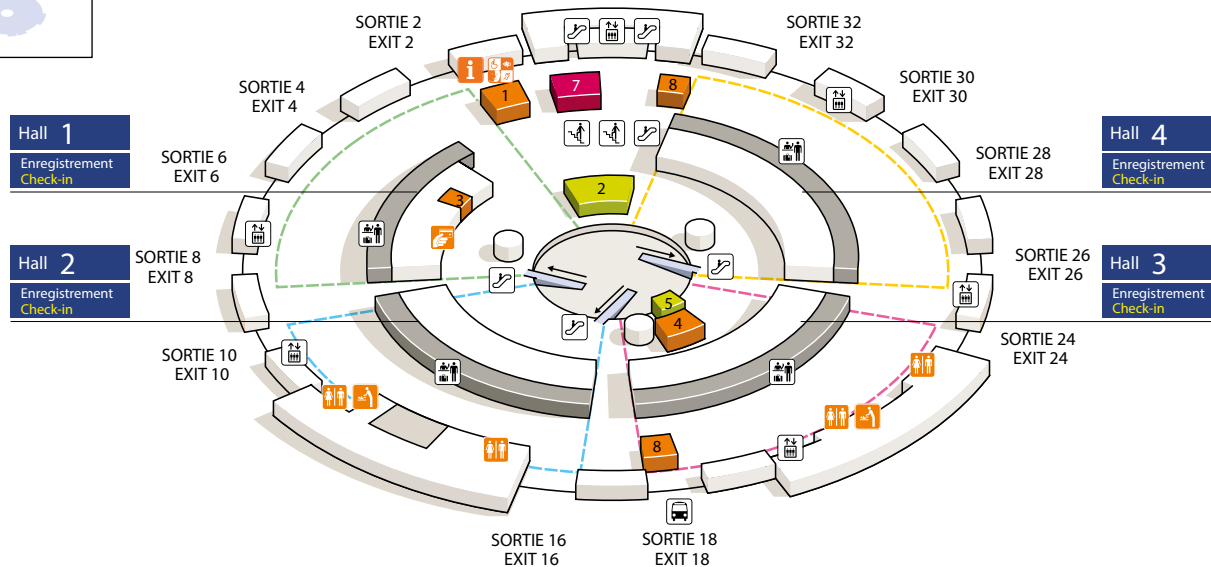 SORTIE 2
EXIT 2
SORTIE 32
EXIT 32
SORTIE 4
EXIT 4
SORTIE 30
EXIT 30
i
1
7
8
Hall 1
Enregistrement
Check-in
SORTIE 6
EXIT 6
SORTIE 28
EXIT 28
Hall 4
Enregistrement
Check-in
2
3
Hall 2
Enregistrement
Check-in
SORTIE 8
EXIT 8
SORTIE 26
EXIT 26
Hall 3
Enregistrement
Check-in
5
4
SORTIE 10
EXIT 10
SORTIE 24
EXIT 24
8
SORTIE 16
EXIT 16
SORTIE 18
EXIT 18